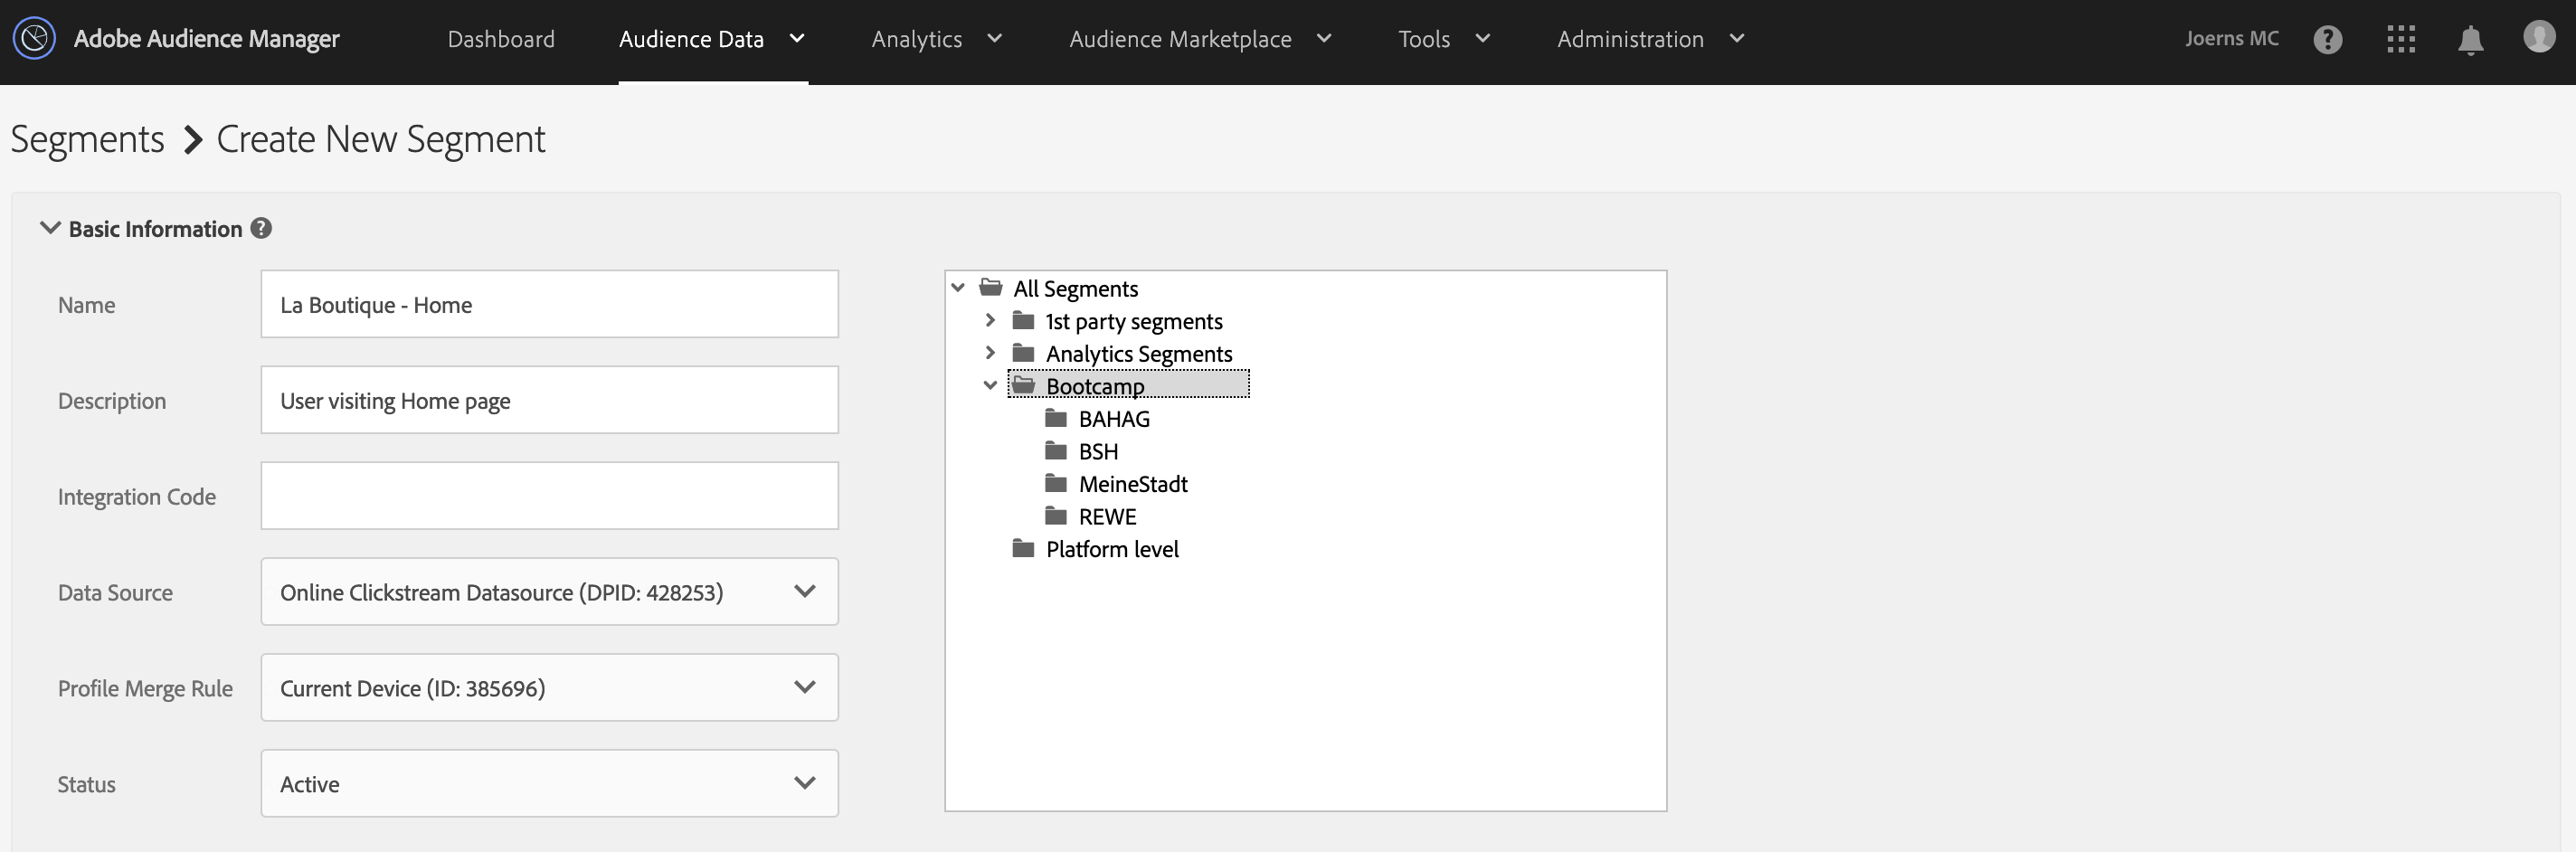 Adobe Audience Manager Dashboard Audience Data Analytics Audience Marketplace Tools Administration Joerns MC ?
Segments > Create New Segment
Basic Information ?
Name La Boutique - Home
Description User visiting Home page
Integration Code
Data Source Online Clickstream Datasource (DPID: 428253)
Profile Merge Rule Current Device (ID: 385696)
Status Active
All Segments
1st party segments
Analytics Segments
Bootcamp
BAHAG
BSH
MeineStadt
REWE
Platform level